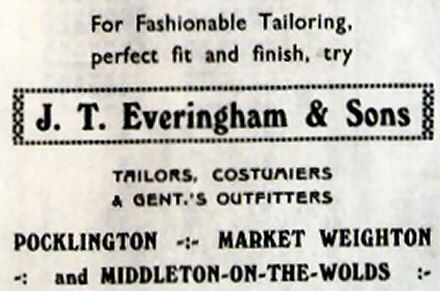 For Fashionable Tailoring,
perfect fit and finish, try
J. T. Everingham & Sons
TAILORS, COSTUMIERS
& GENT.'S OUTFITTERS
POCKLINGTON -:- MARKET WEIGHTON
-: and MIDDLETON-ON-THE-WOLDS :-